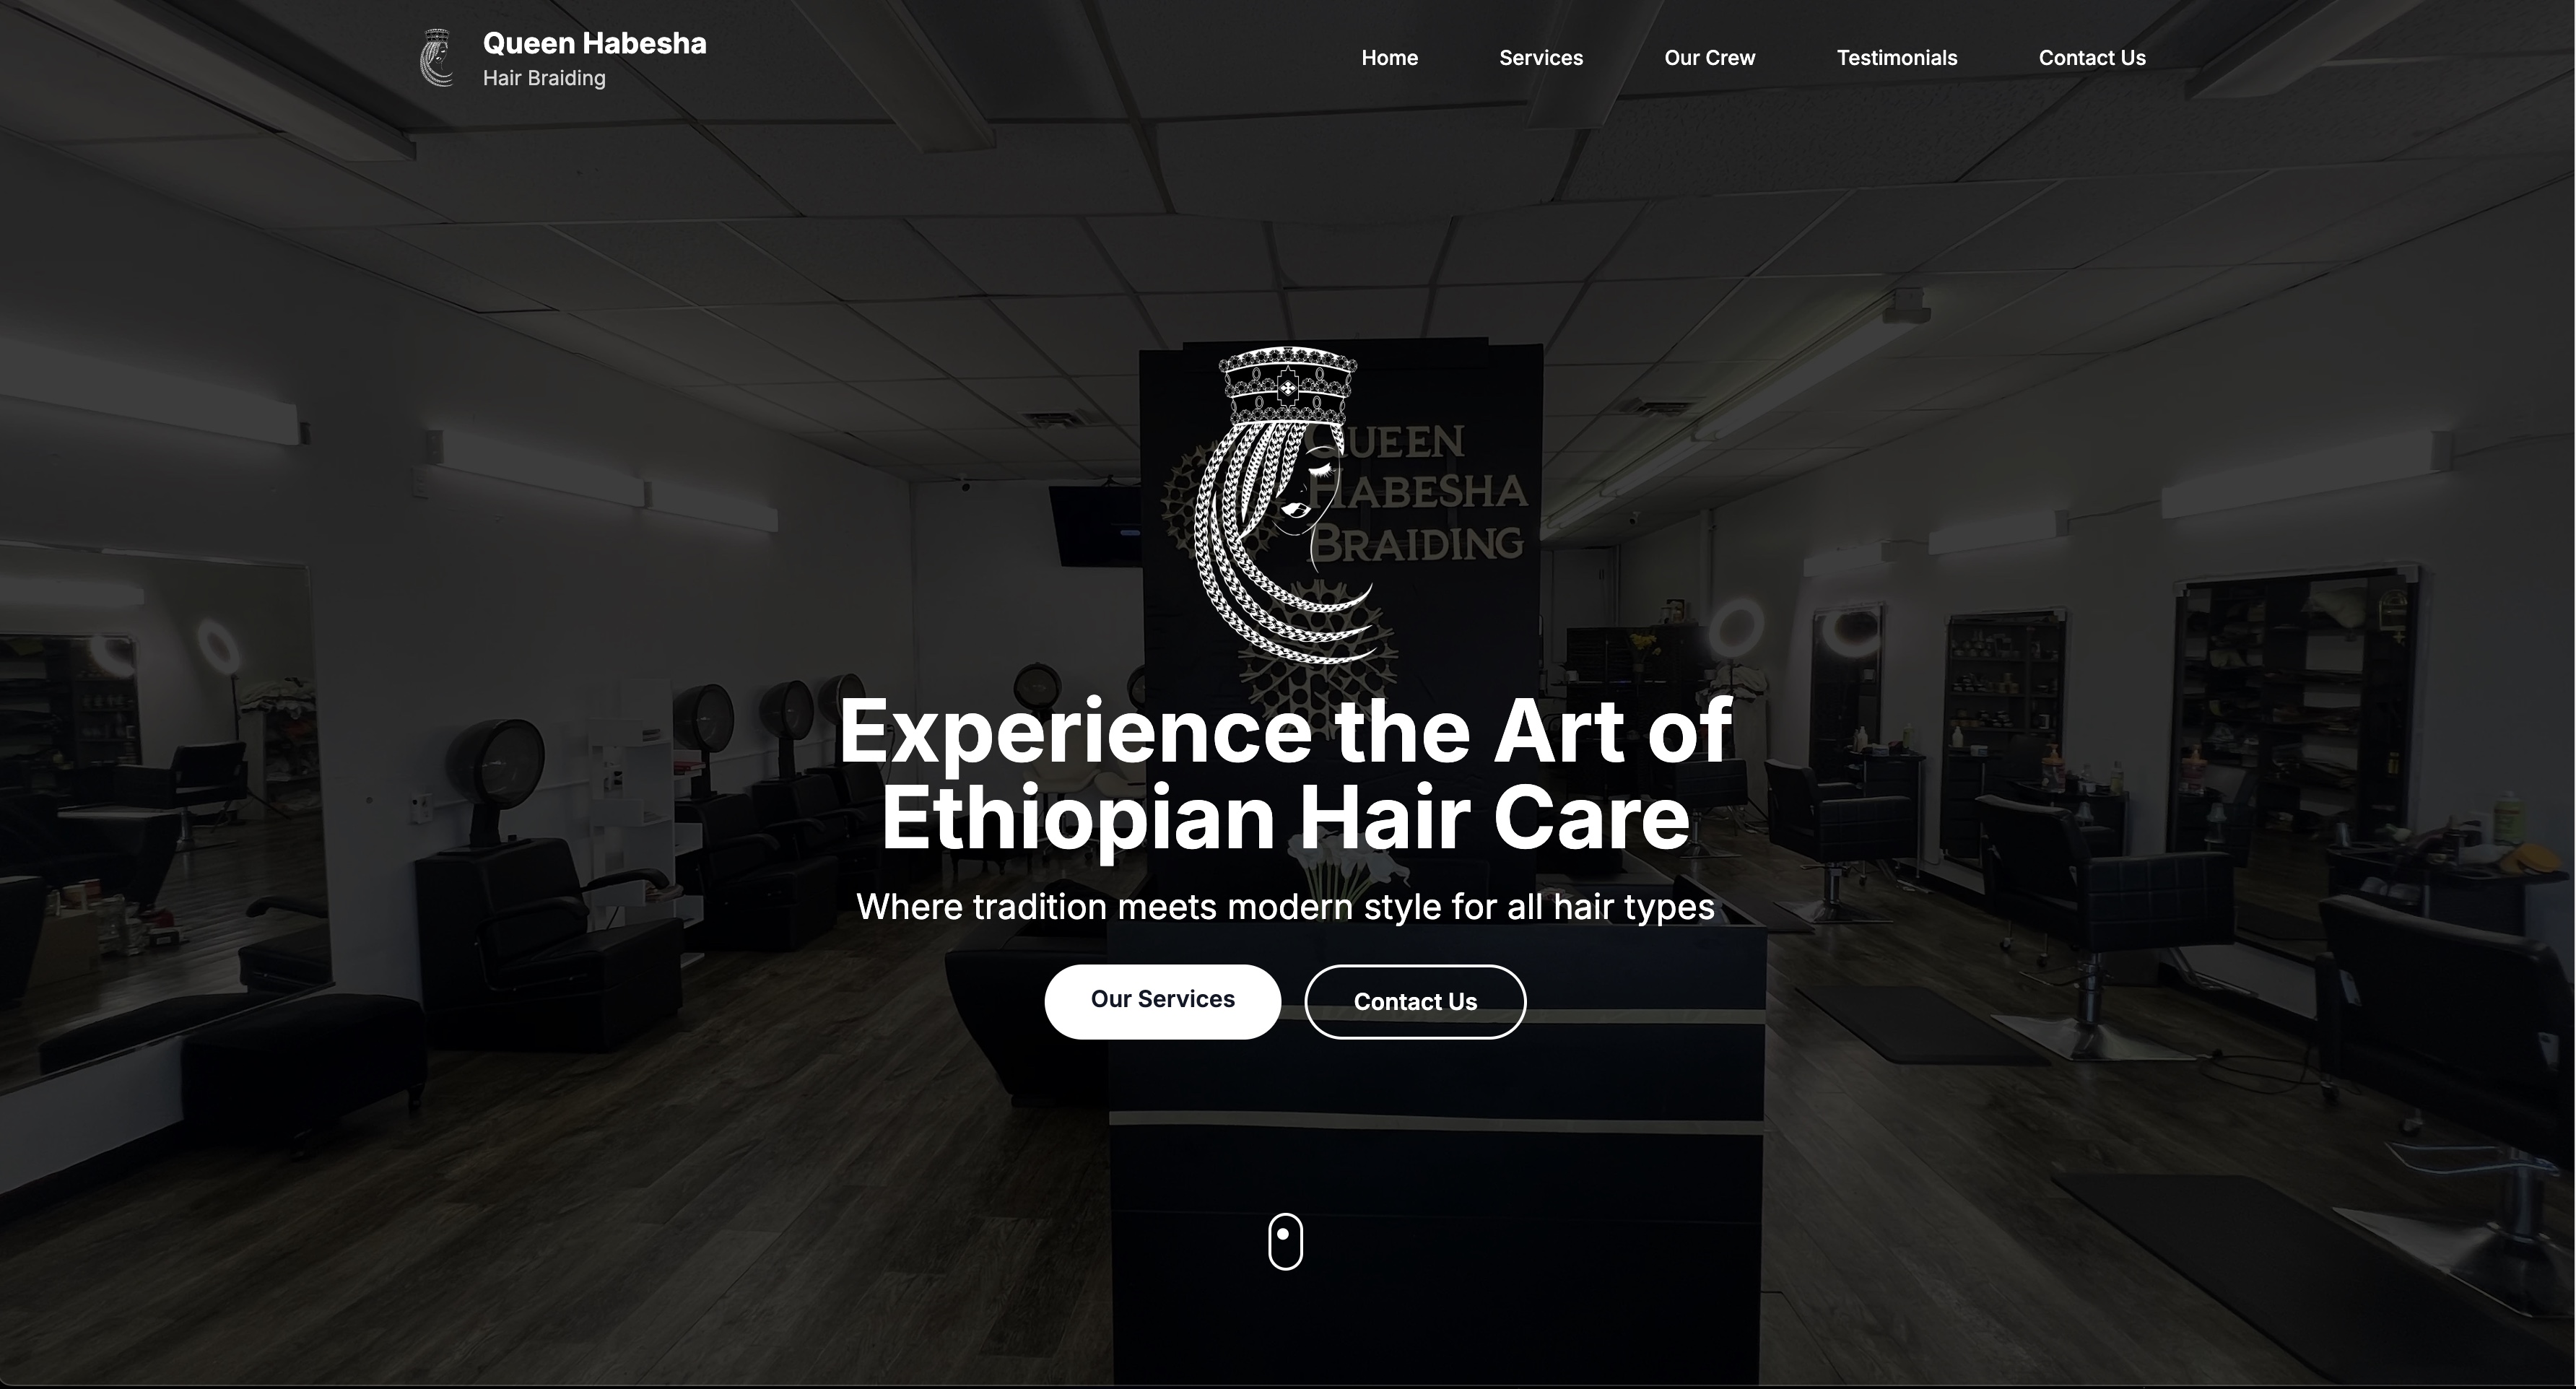 Queen Habesha
Hair Braiding
Home
Services
Our Crew
Testimonials
Contact Us
QUEEN
HABESHA
BRAIDING
Experience the Art of
Ethiopian Hair Care
Where tradition meets modern style for all hair types
Our Services
Contact Us